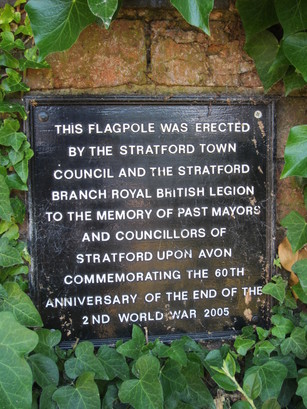 THIS FLAGPOLE WAS ERECTED
BY THE STRATFORD TOWN
COUNCIL AND THE STRATFORD
BRANCH ROYAL BRITISH LEGION
TO THE MEMORY OF PAST MAYORS
AND COUNCILLORS OF
STRATFORD UPON AVON
COMMEMORATING THE 60TH
ANNIVERSARY OF THE END OF THE
2ND WORLD WAR 2005